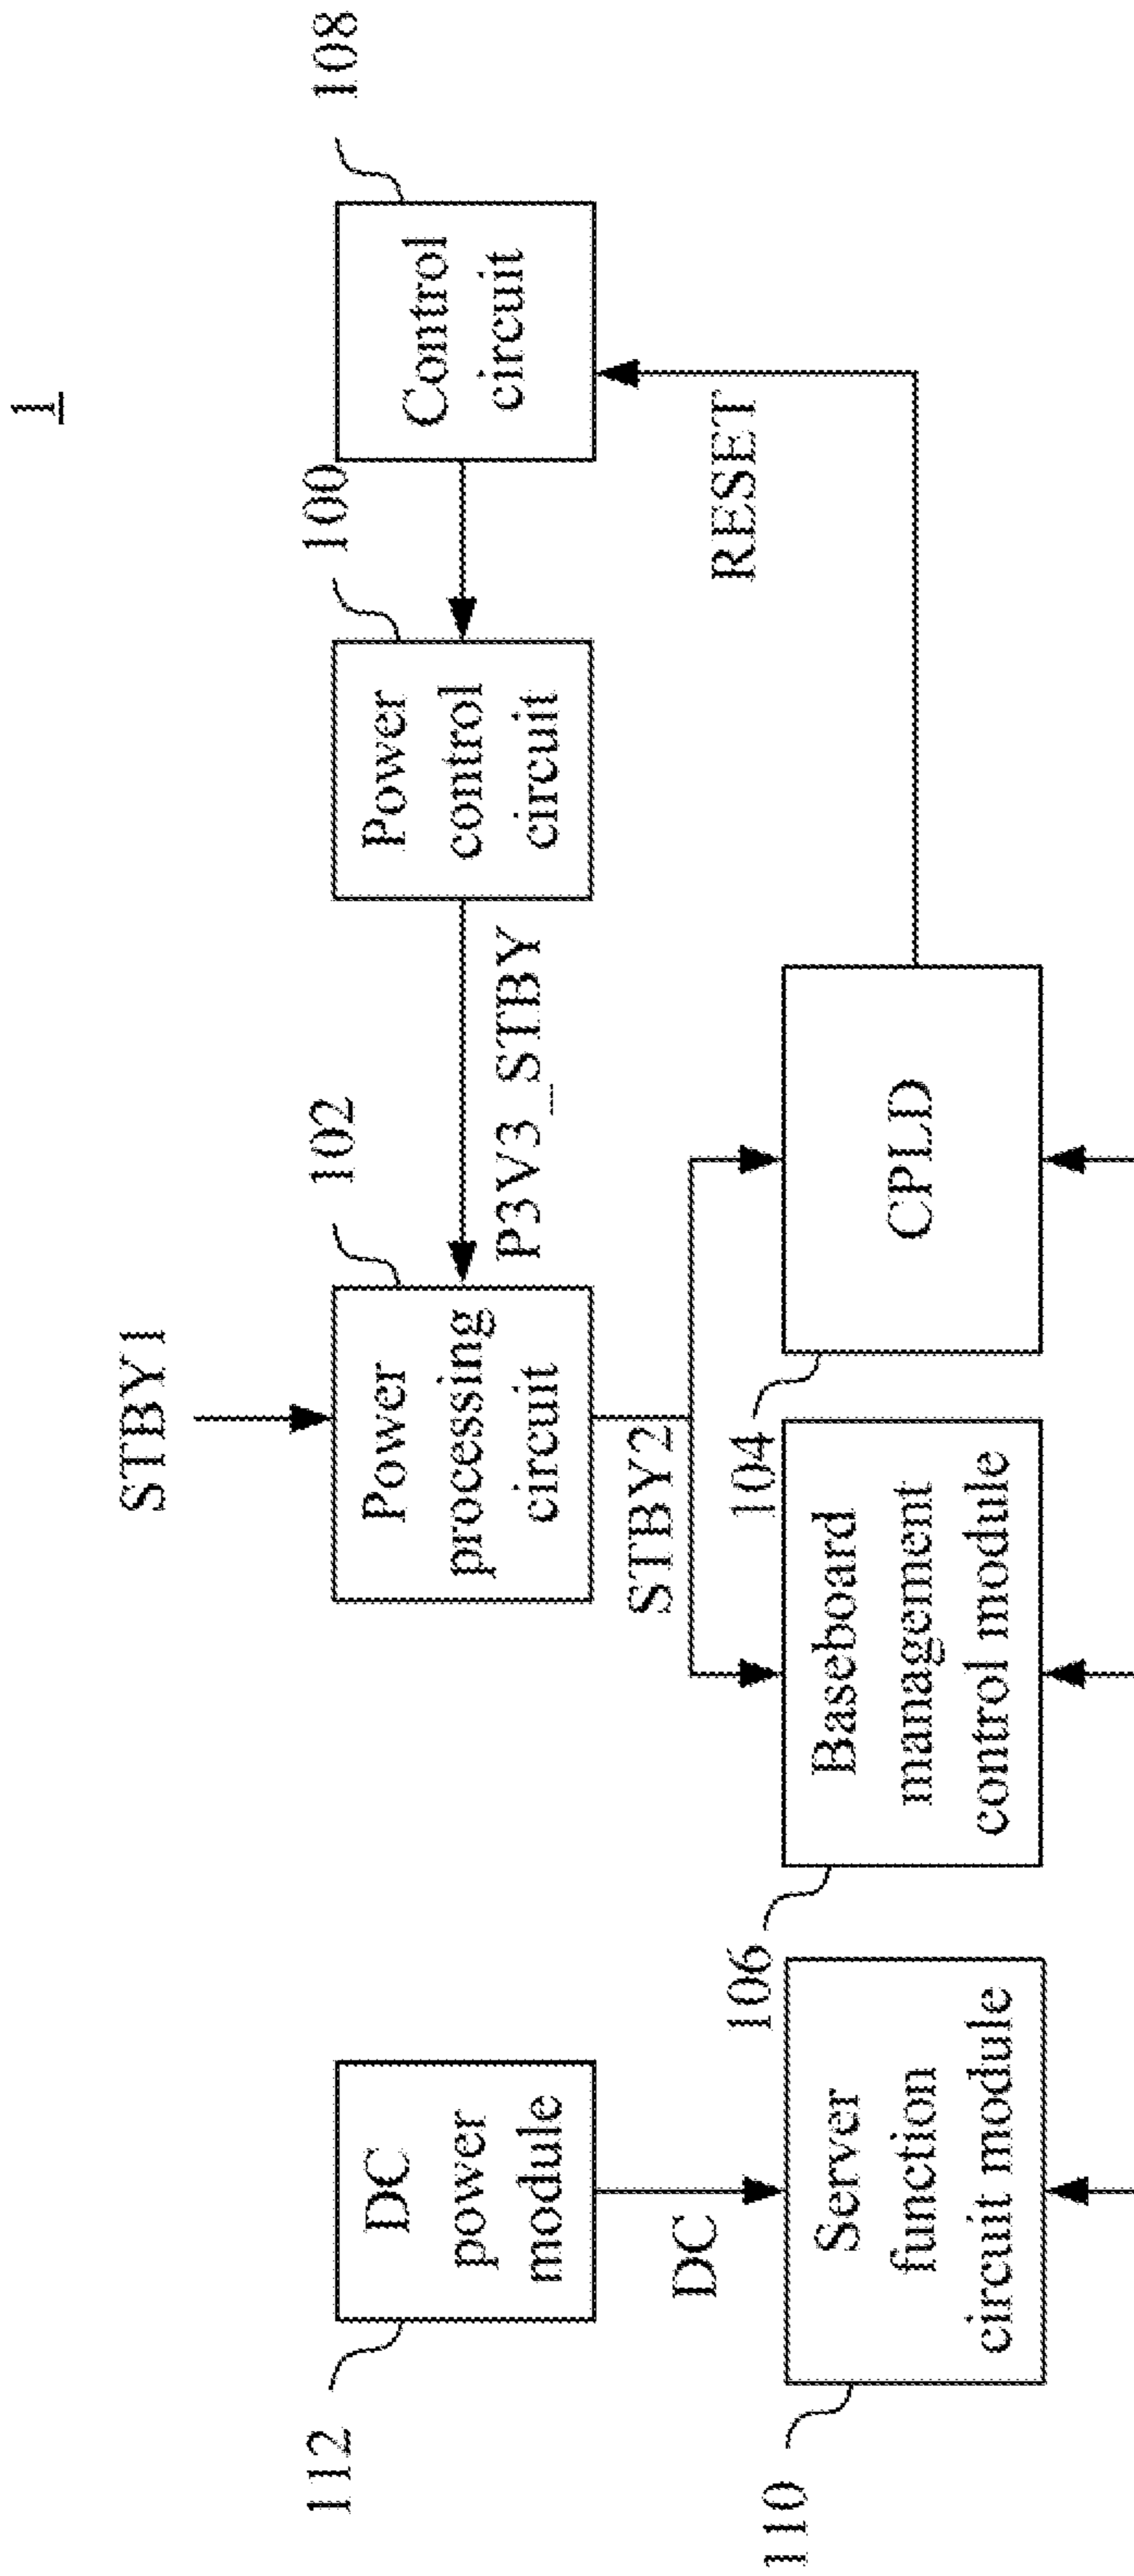 1
STBY1
112
102
100
108
DC
power
module
Power
processing
circuit
Power
control
circuit
Control
circuit
P3V3_STBY
DC
STBY2
RESET
110
106
104
Server
function
circuit module
Baseboard
management
control module
CPLD